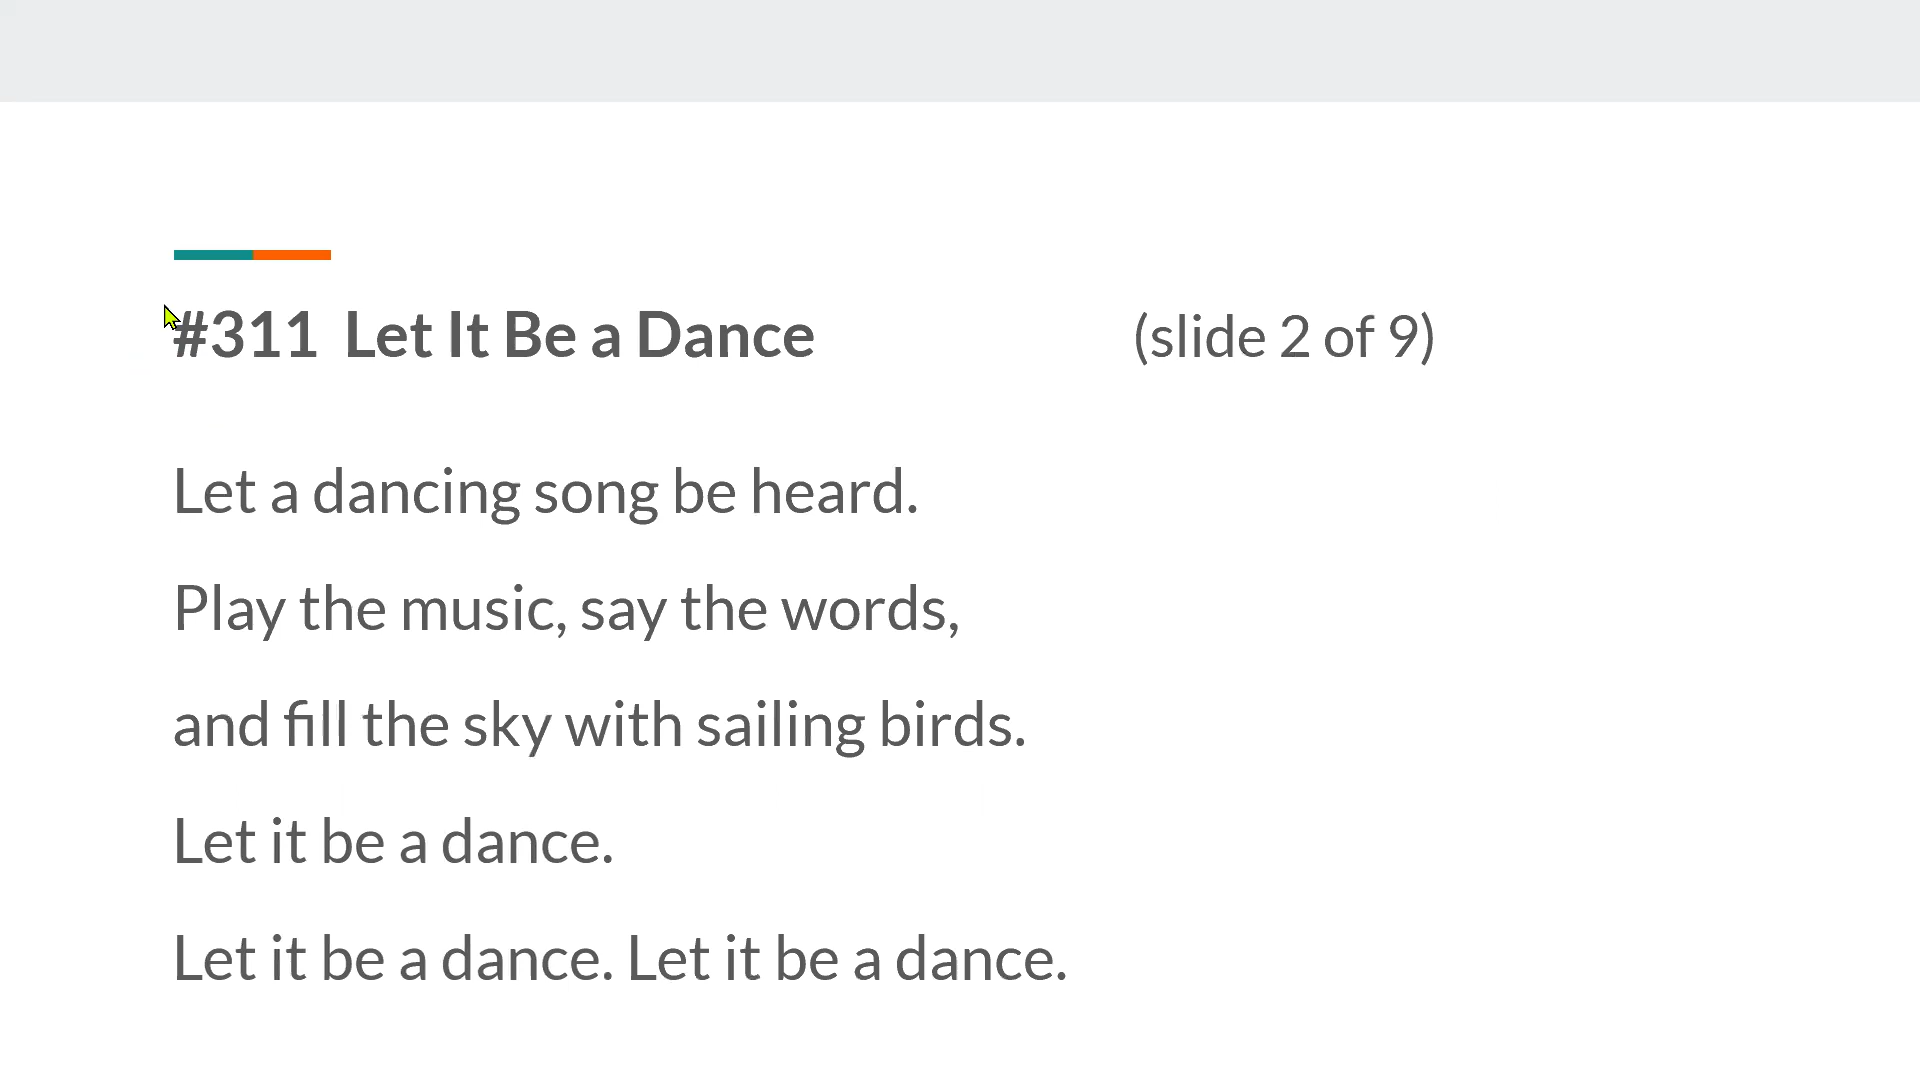 #311 Let It Be a Dance (slide 2 of 9)
Let a dancing song be heard.
Play the music, say the words,
and fill the sky with sailing birds.
Let it be a dance.
Let it be a dance. Let it be a dance.